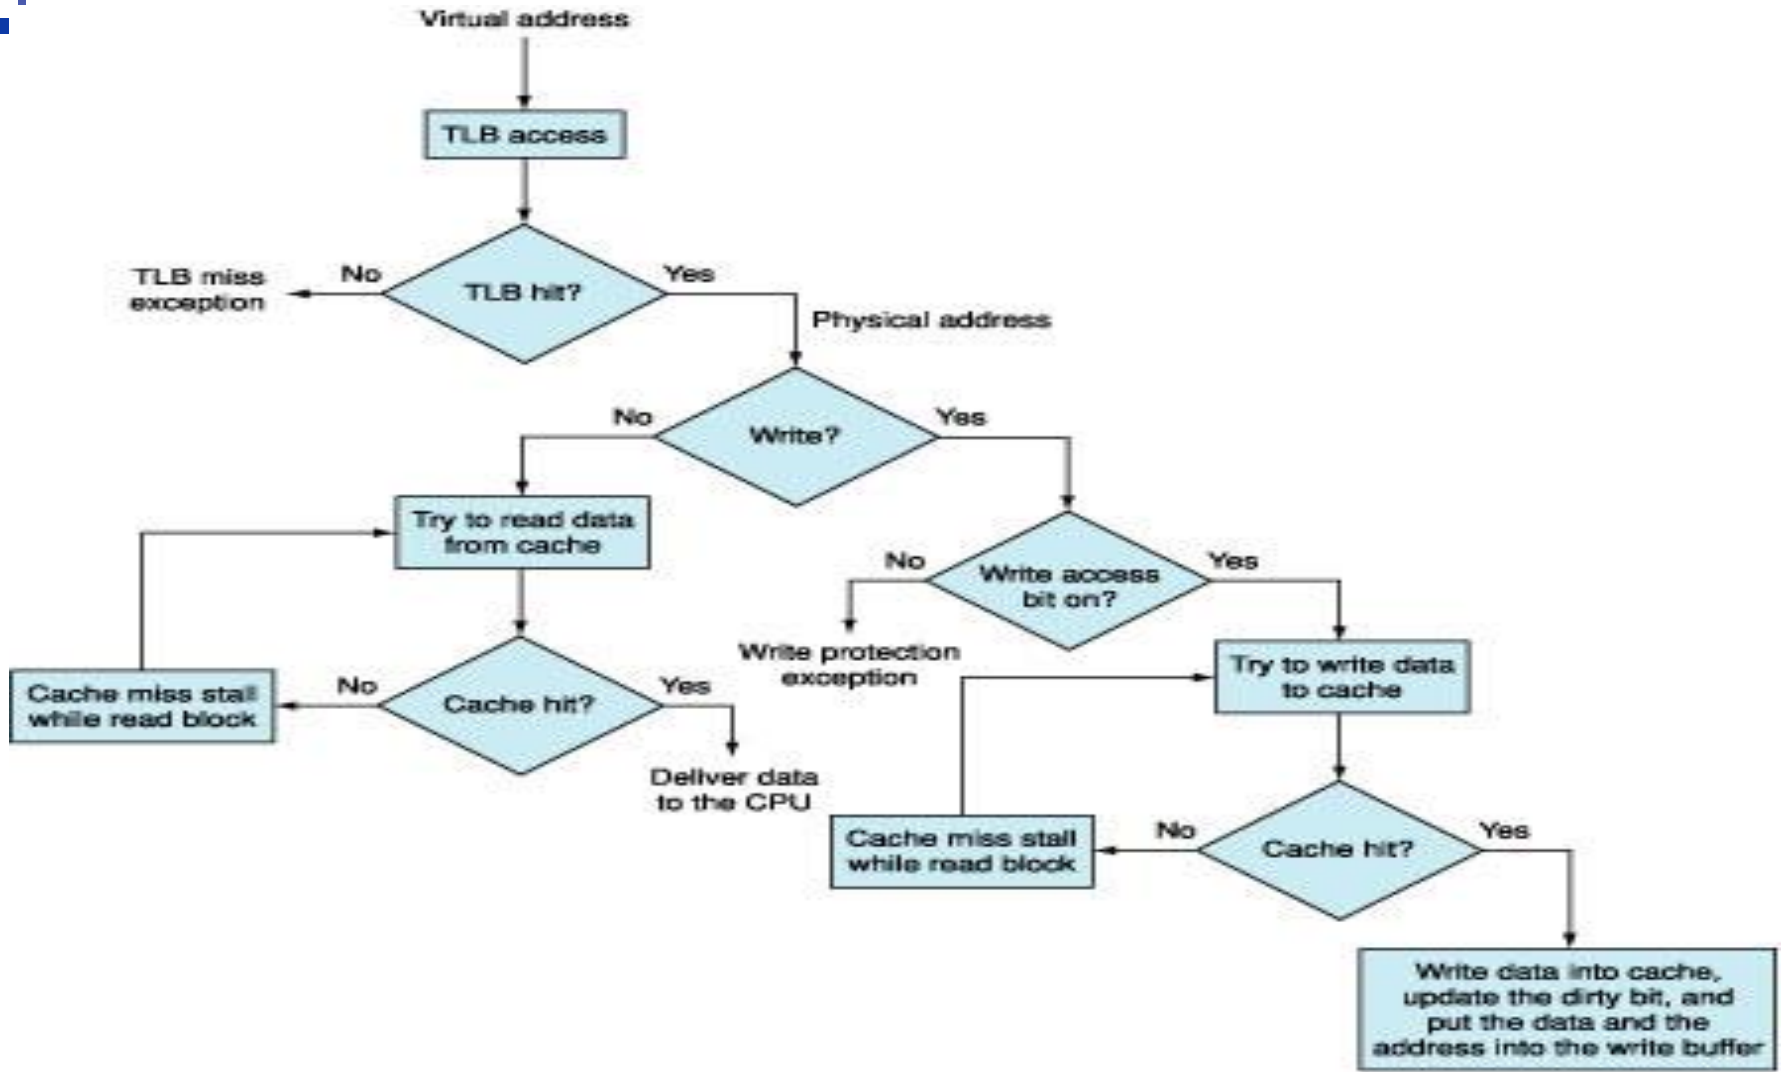 Virtual address
TLB access
TLB hit?
No
Yes
TLB miss
exception
Physical address
Write?
No
Yes
Try to read data
from cache
Write access
bit on?
No
Yes
Write protection
exception
Try to write data
to cache
Cache hit?
No
Yes
Cache miss stall
while read block
Deliver data
to the CPU
Cache hit?
No
Yes
Cache miss stall
while read block
Write data into cache,
update the dirty bit, and
put the data and the
address into the write buffer